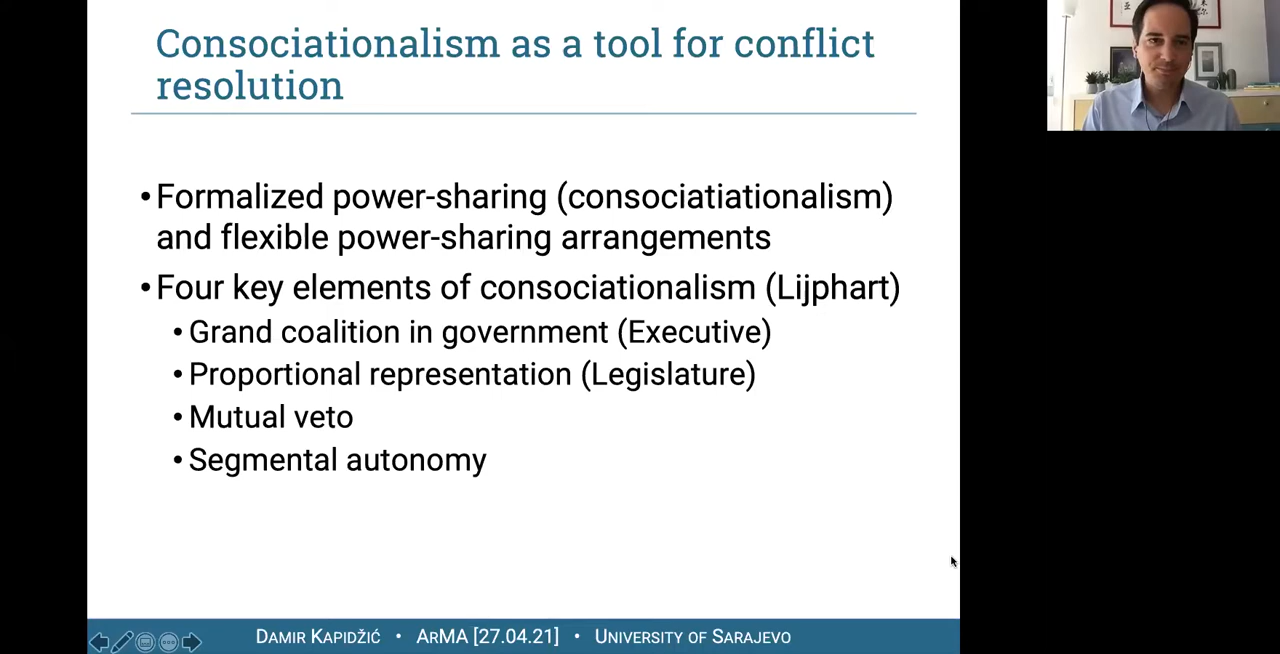 Consociationalism as a tool for conflict
resolution
•Formalized power-sharing (consociatiationalism)
and flexible power-sharing arrangements
•Four key elements of consociationalism (Lijphart)
•Grand coalition in government (Executive)
•Proportional representation (Legislature)
•Mutual veto
•Segmental autonomy
DAMIR KAPIDŽIĆ • ARMA [27.04.21] • UNIVERSITY OF SARAJEVO